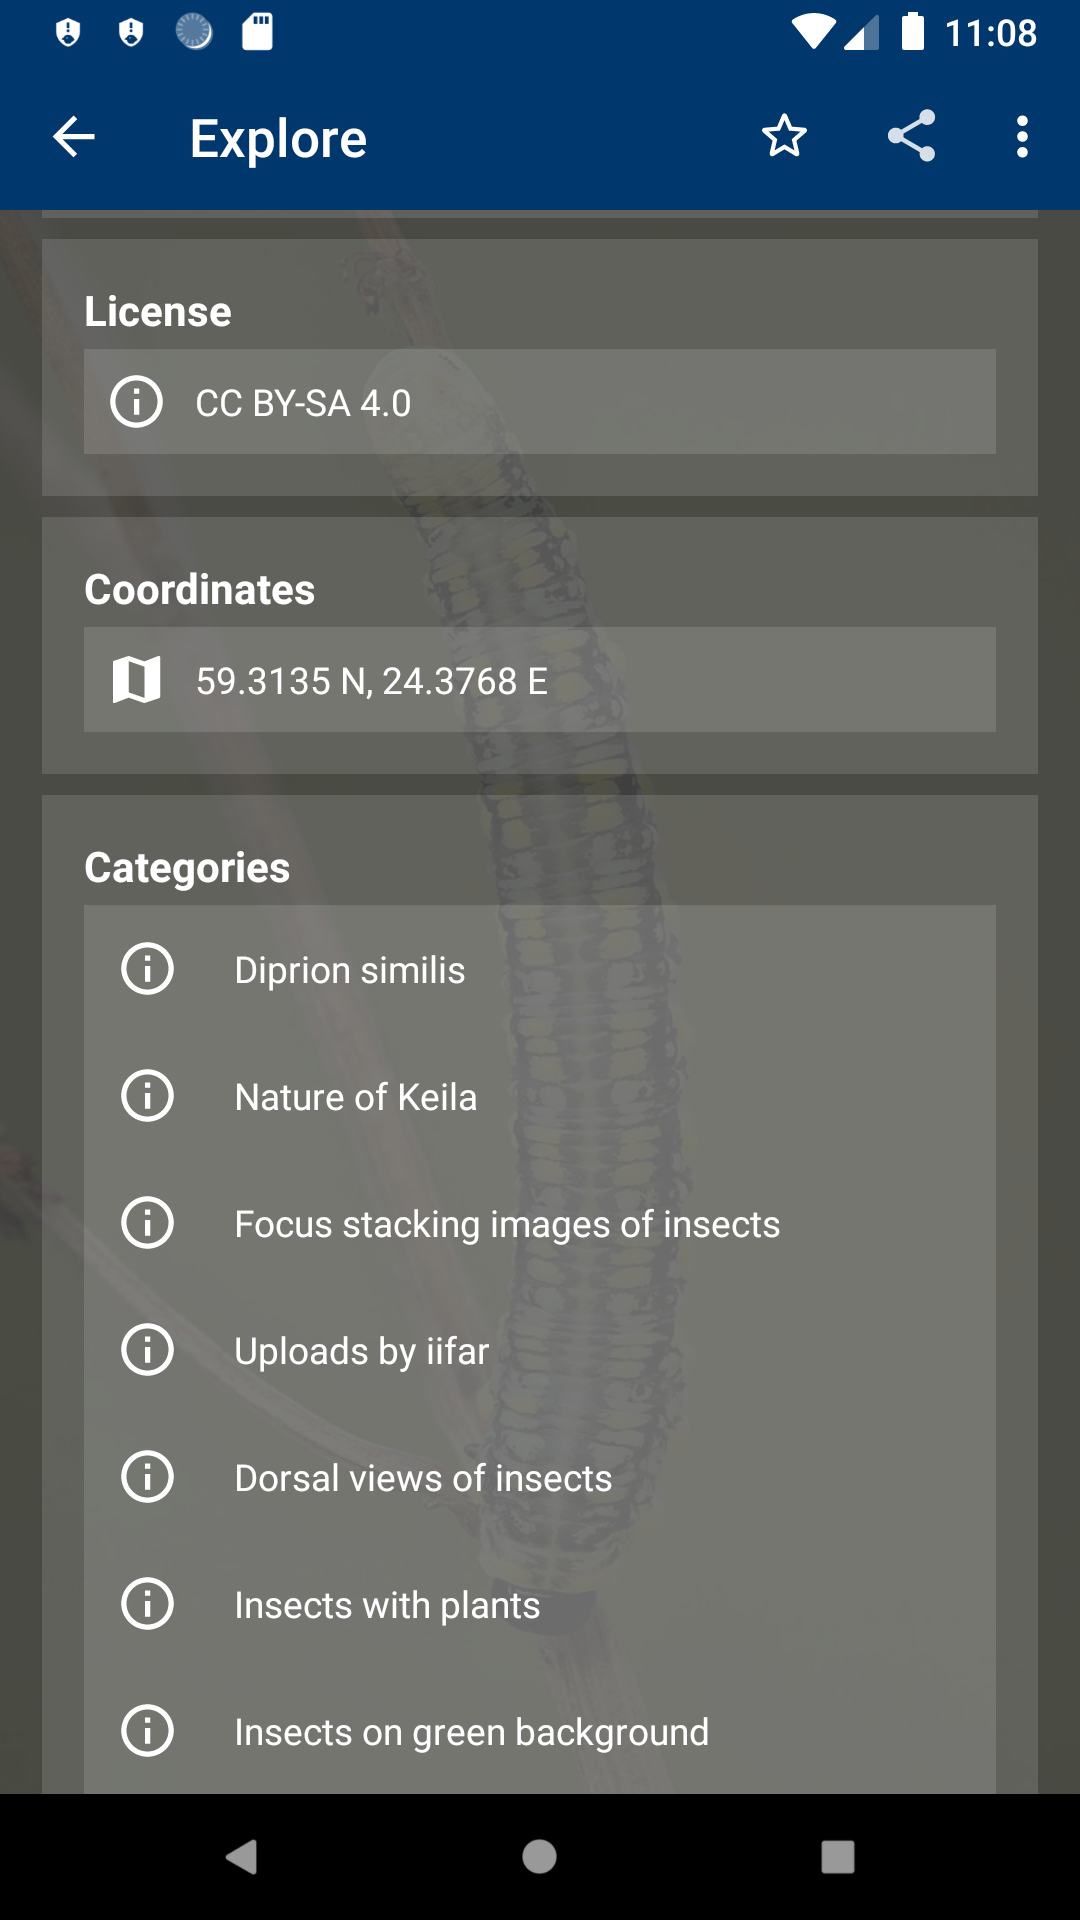 11:08
Explore
License
CC BY-SA 4.0
Coordinates
59.3135 N, 24.3768 E
Categories
Diprion similis
Nature of Keila
Focus stacking images of insects
Uploads by iifar
Dorsal views of insects
Insects with plants
Insects on green background